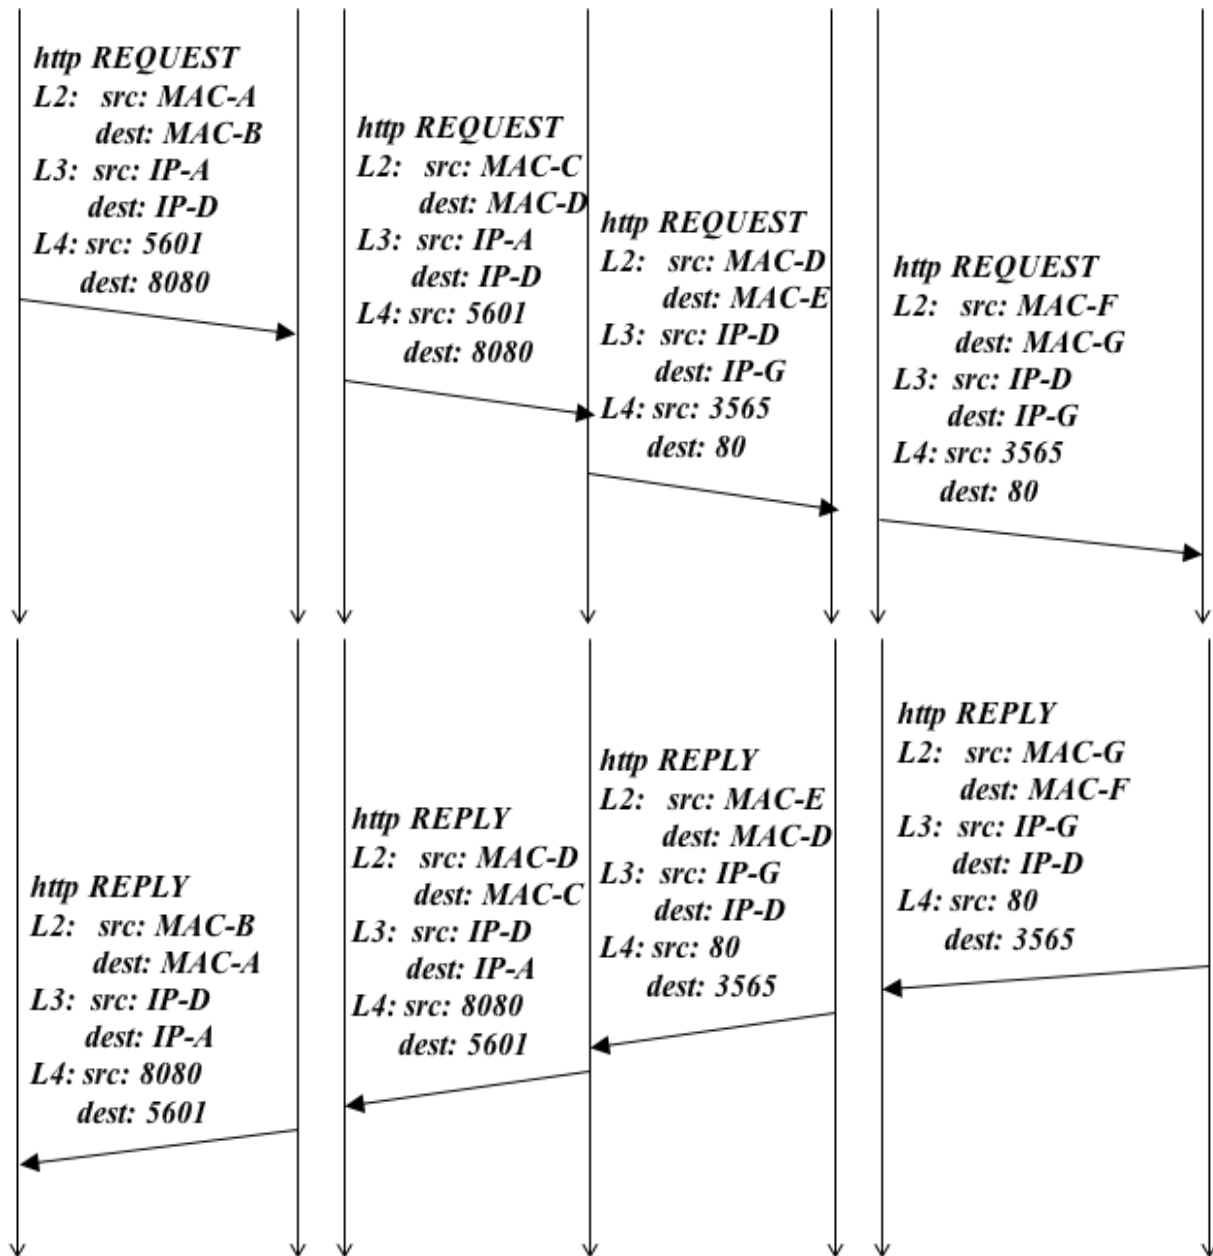 http REQUEST
L2: src: MAC-A
dest: MAC-B
L3: src: IP-A
dest: IP-D
L4: src: 5601
dest: 8080
http REQUEST
L2: src: MAC-C
dest: MAC-D
L3: src: IP-A
dest: IP-D
L4: src: 5601
dest: 8080
http REQUEST
L2: src: MAC-D
dest: MAC-E
L3: src: IP-D
dest: IP-G
L4: src: 3565
dest: 80
http REQUEST
L2: src: MAC-F
dest: MAC-G
L3: src: IP-D
dest: IP-G
L4: src: 3565
dest: 80
http REPLY
L2: src: MAC-B
dest: MAC-A
L3: src: IP-D
dest: IP-A
L4: src: 8080
dest: 5601
http REPLY
L2: src: MAC-D
dest: MAC-C
L3: src: IP-D
dest: IP-A
L4: src: 8080
dest: 5601
http REPLY
L2: src: MAC-E
dest: MAC-D
L3: src: IP-G
dest: IP-D
L4: src: 80
dest: 3565
http REPLY
L2: src: MAC-G
dest: MAC-F
L3: src: IP-G
dest: IP-D
L4: src: 80
dest: 3565